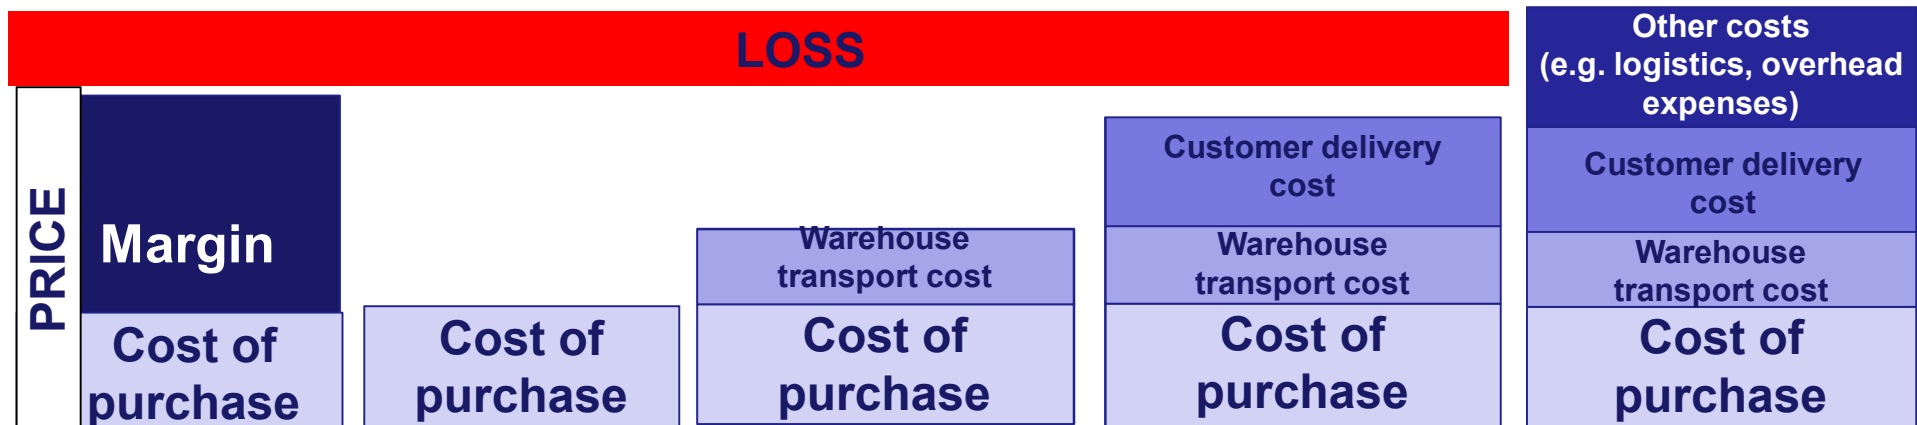 LOSS
PRICE
Margin
Cost of
purchase
Cost of
purchase
Warehouse
transport cost
Cost of
purchase
Customer delivery
cost
Warehouse
transport cost
Cost of
purchase
Other costs
(e.g. logistics, overhead
expenses)
Customer delivery
cost
Warehouse
transport cost
Cost of
purchase